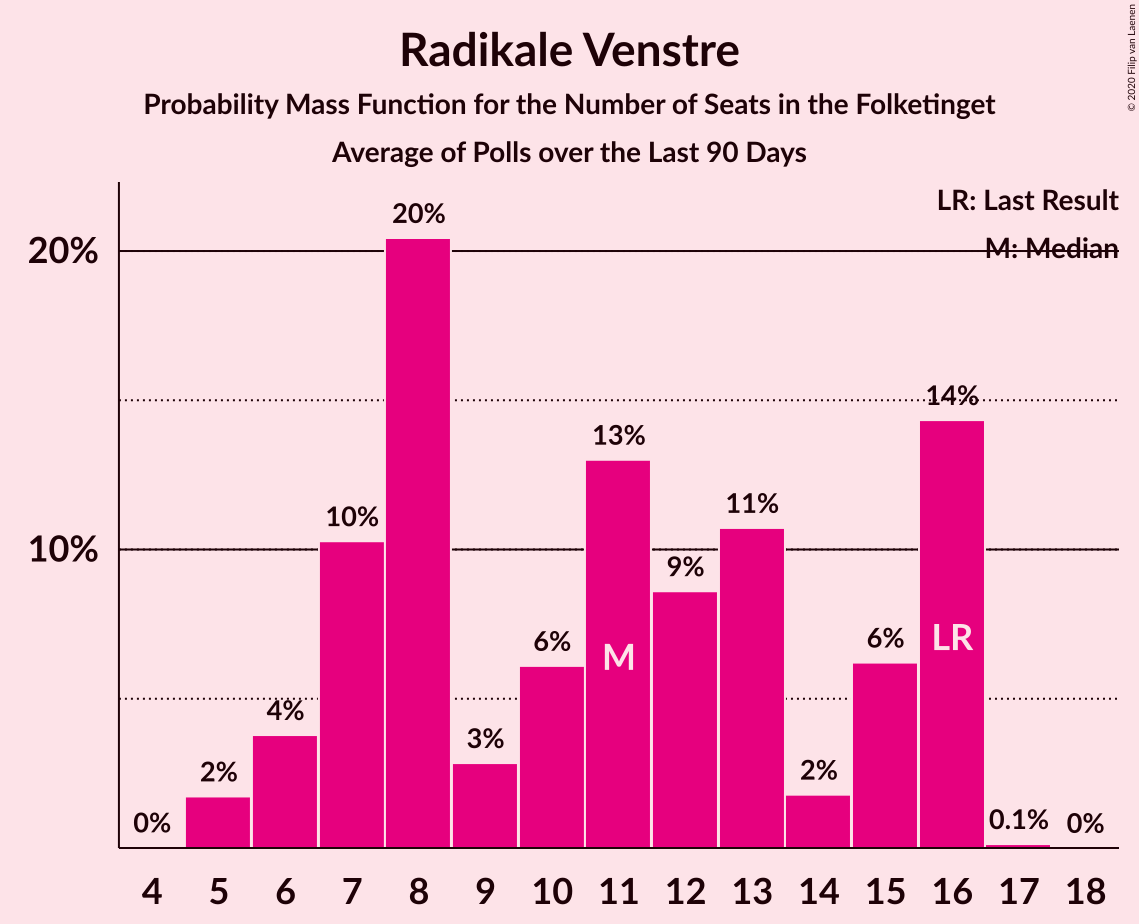 Radikale Venstre
Probability Mass Function for the Number of Seats in the Folketinget
Average of Polls over the Last 90 Days
© 2020 Filip van Laenen
LR: Last Result
M: Median
20%
10%
0%
2%
4%
10%
20%
3%
6%
13%
9%
11%
2%
6%
14%
0.1%
0%
M
LR
4 5 6 7 8 9 10 11 12 13 14 15 16 17 18